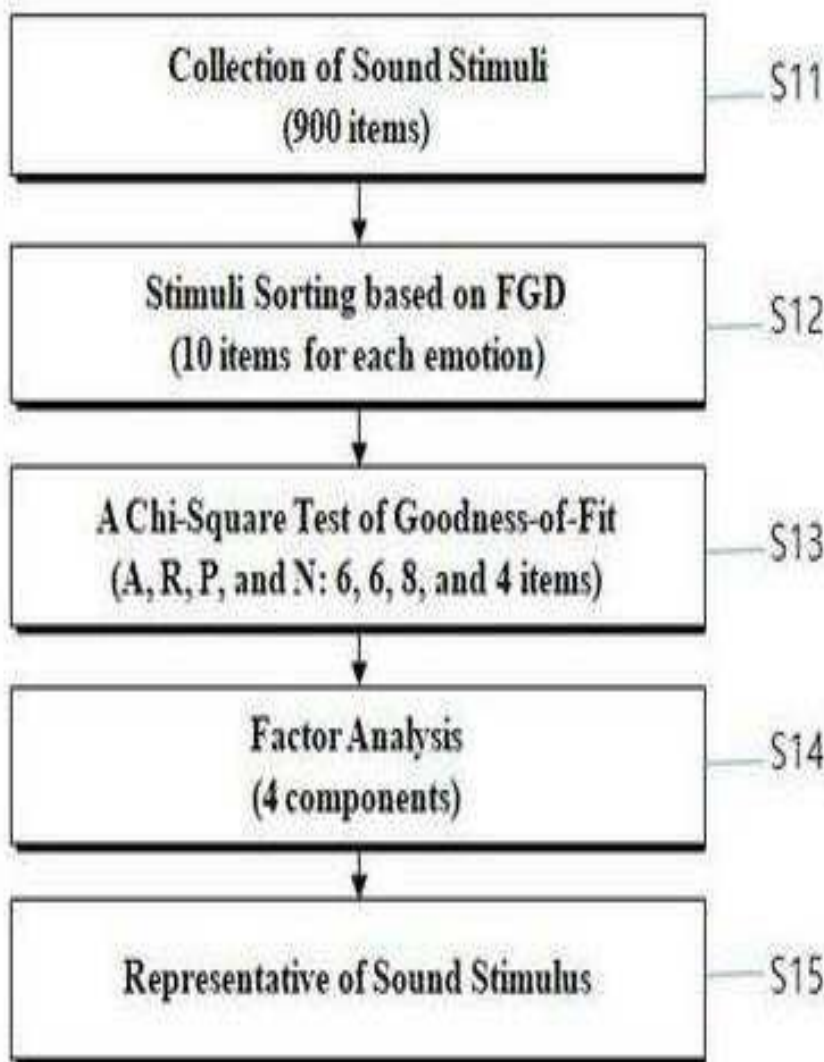 Collection of Sound Stimuli
(900 items)
S11
Stimuli Sorting based on FGD
(10 items for each emotion)
S12
A Chi-Square Test of Goodness-of-Fit
(A, R, P, and N: 6, 6, 8, and 4 items)
S13
Factor Analysis
(4 components)
S14
Representative of Sound Stimulus
S15